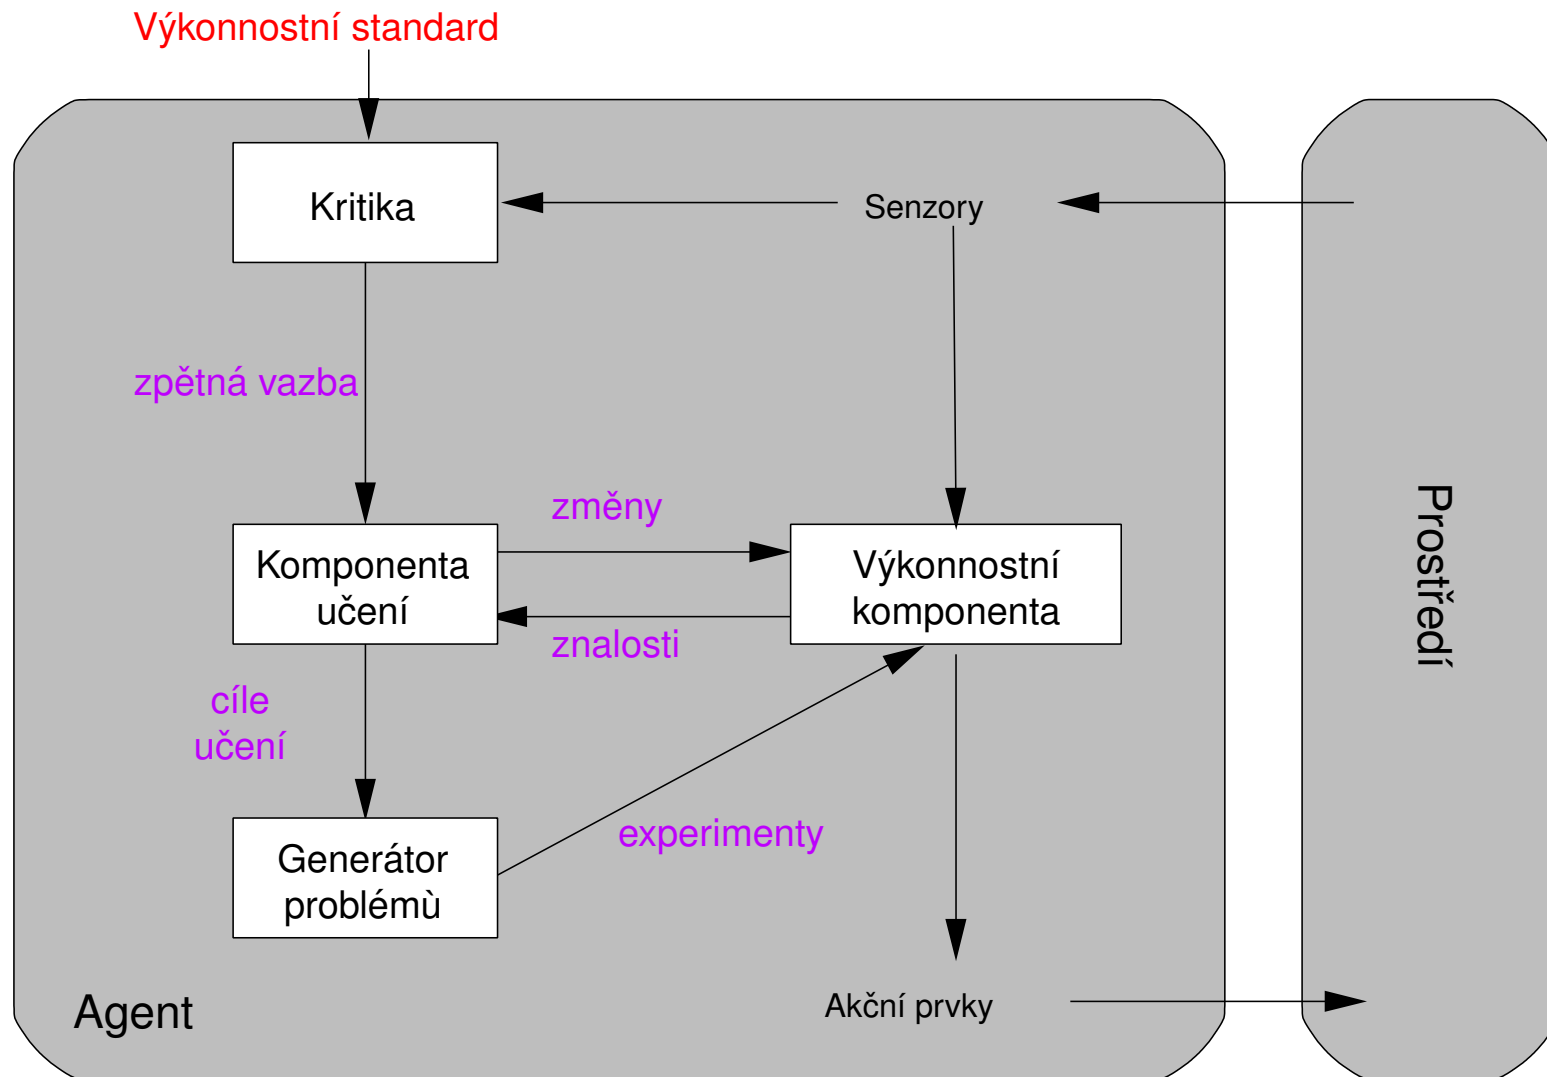 Výkonnostní standard
Kritika
Senzory
zpětná vazba
změny
Komponenta
učení
Výkonnostní
komponenta
znalosti
Prostředí
cíle
učení
experimenty
Generátor
problémù
Agent
Akční prvky